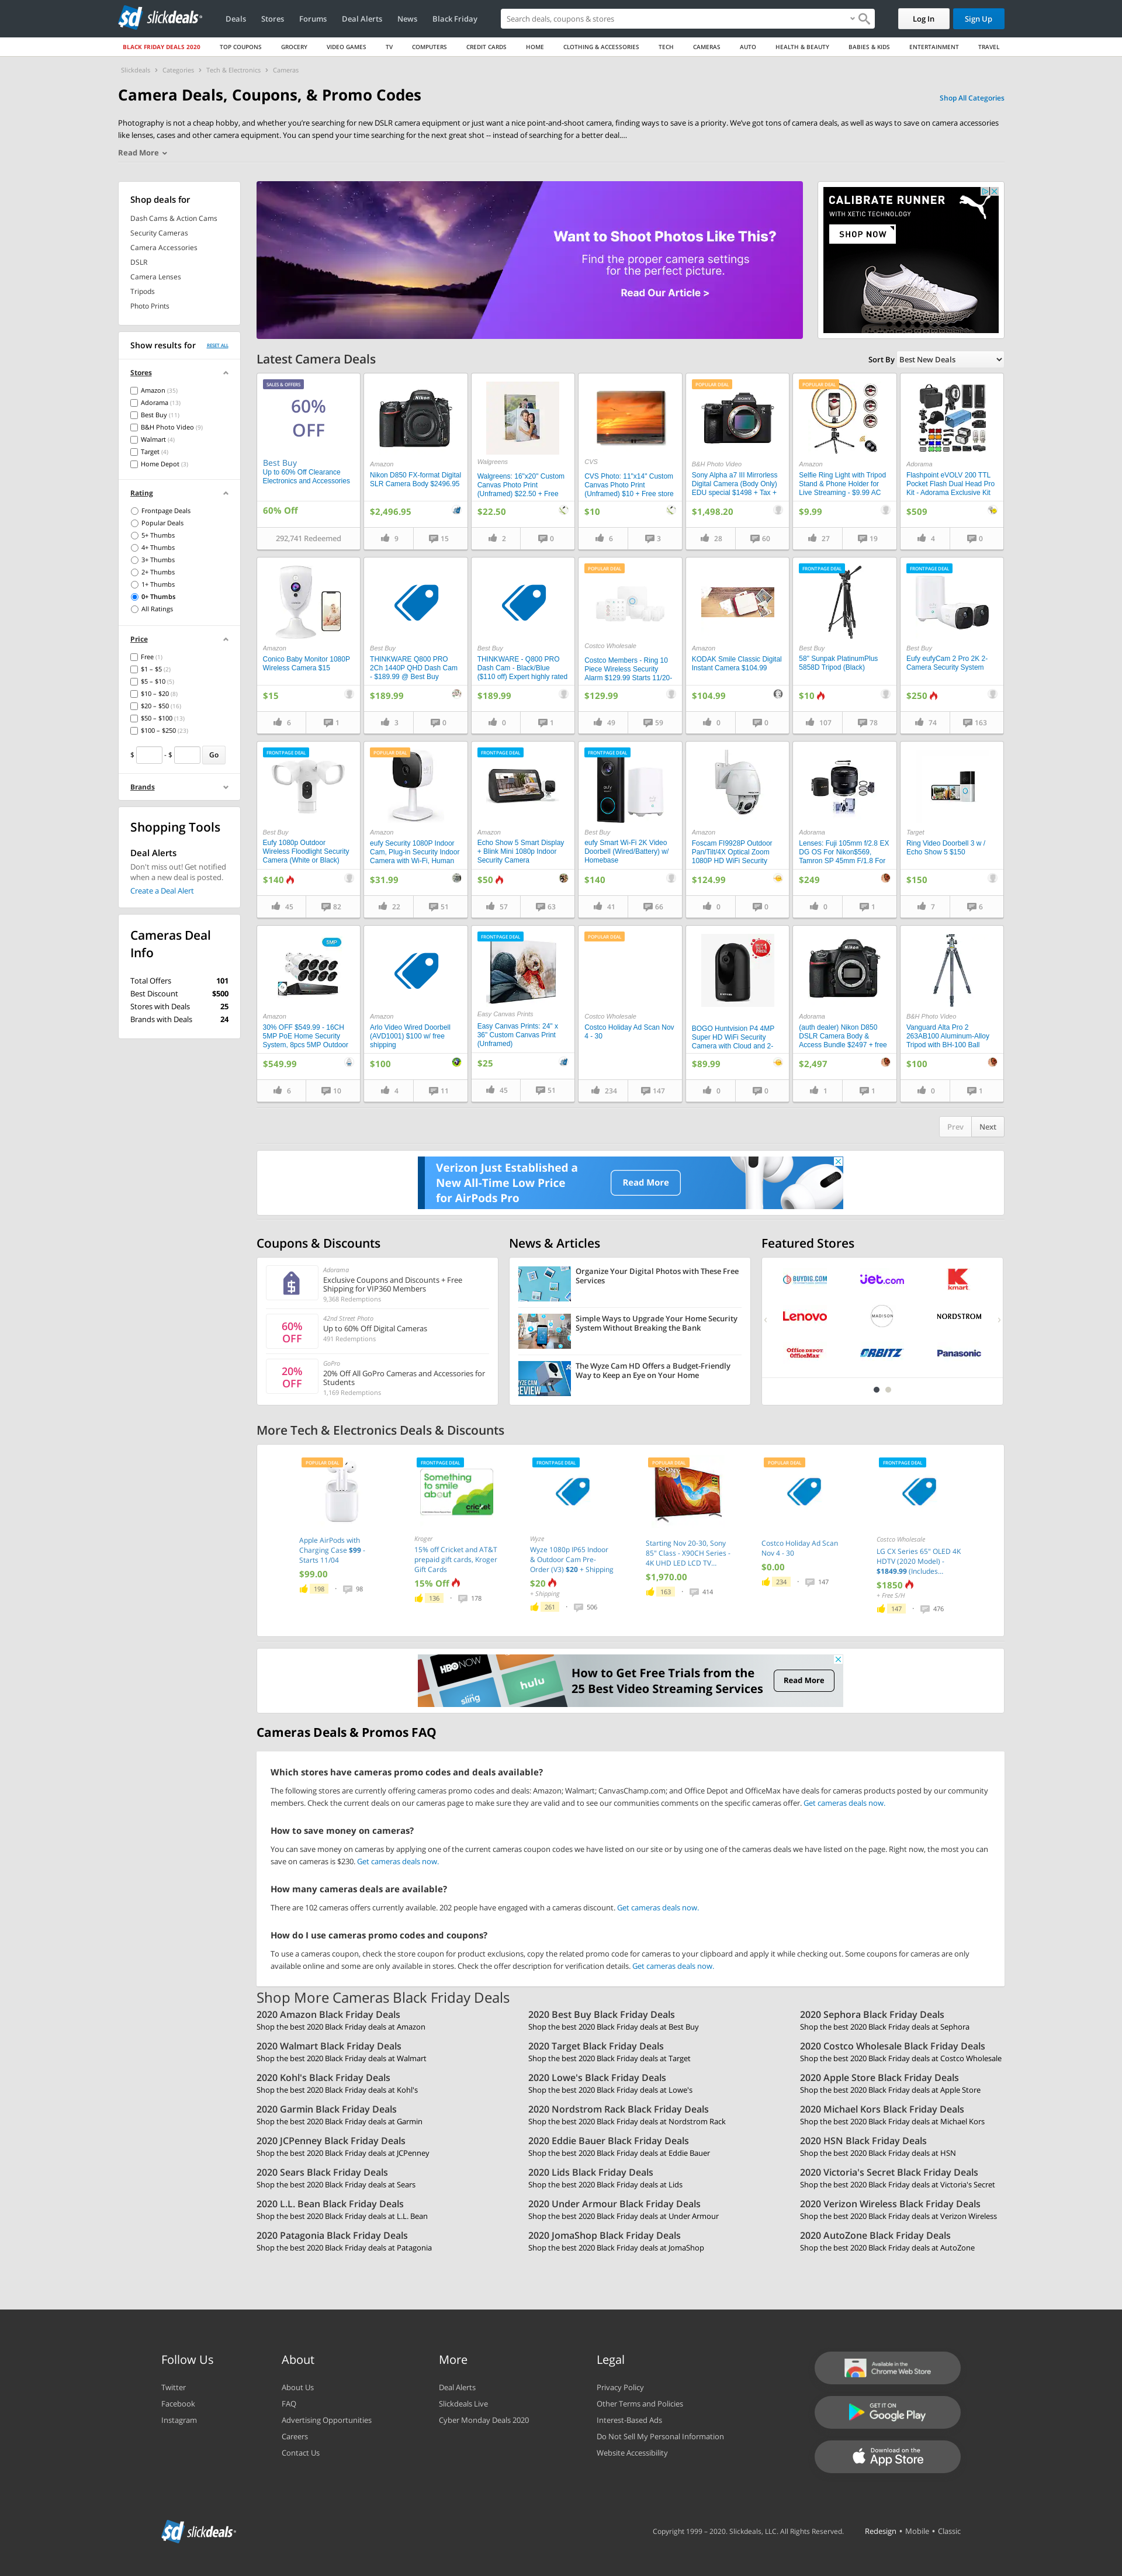 slickdeals
Deals
Stores
Forums
Deal Alerts
News
Black Friday
Search deals, coupons & stores
Log In
Sign Up
BLACK FRIDAY DEALS 2020
TOP COUPONS
GROCERY
VIDEO GAMES
TV
COMPUTERS
CREDIT CARDS
HOME
CLOTHING & ACCESSORIES
TECH
CAMERAS
AUTO
HEALTH & BEAUTY
BABIES & KIDS
ENTERTAINMENT
TRAVEL
Slickdeals > Categories > Tech & Electronics > Cameras
Camera Deals, Coupons, & Promo Codes
Shop All Categories
Photography is not a cheap hobby, and whether you're searching for new DSLR camera equipment or just want a nice point-and-shoot camera, finding ways to save is a priority. We've got tons of camera deals, as well as ways to save on camera accessories
like lenses, cases and other camera equipment. You can spend your time searching for the next great shot -- instead of searching for a better deal....
Read More
Shop deals for
Dash Cams & Action Cams
Security Cameras
Camera Accessories
DSLR
Camera Lenses
Tripods
Photo Prints
Show results for
RESET ALL
Stores
Amazon (35)
Adorama (13)
Best Buy (11)
B&H Photo Video (9)
Walmart (4)
Target (4)
Home Depot (3)
Rating
Frontpage Deals
Popular Deals
5+ Thumbs
4+ Thumbs
3+ Thumbs
2+ Thumbs
1+ Thumbs
0+ Thumbs
All Ratings
Price
Free (1)
$1 – $5 (2)
$5 – $10 (5)
$10 – $20 (8)
$20 – $50 (16)
$50 – $100 (13)
$100 – $250 (23)
$ - $ Go
Brands
Shopping Tools
Deal Alerts
Don't miss out! Get notified
when a new deal is posted.
Create a Deal Alert
Cameras Deal
Info
Total Offers 101
Best Discount $500
Stores with Deals 25
Brands with Deals 24
Want to Shoot Photos Like This?
Find the proper camera settings
for the perfect picture.
Read Our Article >
CALIBRATE RUNNER
WITH XETIC TECHNOLOGY
SHOP NOW
Latest Camera Deals
Sort By Best New Deals
SALES & OFFERS
60%
OFF
Best Buy
Up to 60% Off Clearance
Electronics and Accessories
60% Off
292,741 Redeemed
Amazon
Nikon D850 FX-format Digital
SLR Camera Body $2496.95
$2,496.95
9 15
Walgreens
Walgreens: 16"x20" Custom
Canvas Photo Print
(Unframed) $22.50 + Free
$22.50
2 0
CVS
CVS Photo: 11"x14" Custom
Canvas Photo Print
(Unframed) $10 + Free store
$10
6 3
POPULAR DEAL
B&H Photo Video
Sony Alpha a7 III Mirrorless
Digital Camera (Body Only)
EDU special $1498 + Tax +
$1,498.20
28 60
POPULAR DEAL
Amazon
Selfie Ring Light with Tripod
Stand & Phone Holder for
Live Streaming - $9.99 AC
$9.99
27 19
Adorama
Flashpoint eVOLV 200 TTL
Pocket Flash Dual Head Pro
Kit - Adorama Exclusive Kit
$509
4 0
Amazon
Conico Baby Monitor 1080P
Wireless Camera $15
$15
6 1
Best Buy
THINKWARE Q800 PRO
2Ch 1440P QHD Dash Cam
- $189.99 @ Best Buy
$189.99
3 0
Best Buy
THINKWARE - Q800 PRO
Dash Cam - Black/Blue
($110 off) Expert highly rated
$189.99
0 1
POPULAR DEAL
Costco Wholesale
Costco Members - Ring 10
Piece Wireless Security
Alarm $129.99 Starts 11/20-
$129.99
49 59
Amazon
KODAK Smile Classic Digital
Instant Camera $104.99
$104.99
0 0
FRONTPAGE DEAL
Best Buy
58" Sunpak PlatinumPlus
5858D Tripod (Black)
$10
107 78
FRONTPAGE DEAL
Best Buy
Eufy eufyCam 2 Pro 2K 2-
Camera Security System
$250
74 163
FRONTPAGE DEAL
Best Buy
Eufy 1080p Outdoor
Wireless Floodlight Security
Camera (White or Black)
$140
45 82
POPULAR DEAL
Amazon
eufy Security 1080P Indoor
Cam, Plug-in Security Indoor
Camera with Wi-Fi, Human
$31.99
22 51
FRONTPAGE DEAL
Amazon
Echo Show 5 Smart Display
+ Blink Mini 1080p Indoor
Security Camera
$50
57 63
FRONTPAGE DEAL
Best Buy
eufy Smart Wi-Fi 2K Video
Doorbell (Wired/Battery) w/
Homebase
$140
41 66
Amazon
Foscam FI9928P Outdoor
Pan/Tilt/4X Optical Zoom
1080P HD WiFi Security
$124.99
0 0
Adorama
Lenses: Fuji 105mm f/2.8 EX
DG OS For Nikon$569,
Tamron SP 45mm F/1.8 For
$249
0 1
Target
Ring Video Doorbell 3 w /
Echo Show 5 $150
$150
7 6
5MP
Amazon
30% OFF $549.99 - 16CH
5MP PoE Home Security
System, 8pcs 5MP Outdoor
$549.99
6 10
Amazon
Arlo Video Wired Doorbell
(AVD1001) $100 w/ free
shipping
$100
4 11
FRONTPAGE DEAL
Easy Canvas Prints
Easy Canvas Prints: 24" x
36" Custom Canvas Print
(Unframed)
$25
45 51
POPULAR DEAL
Costco Wholesale
Costco Holiday Ad Scan Nov
4 - 30
234 147
BOGO Huntvision P4 4MP
Super HD WiFi Security
Camera with Cloud and 2-
$89.99
0 0
Adorama
(auth dealer) Nikon D850
DSLR Camera Body &
Access Bundle $2497 + free
$2,497
1 1
B&H Photo Video
Vanguard Alta Pro 2
263AB100 Aluminum-Alloy
Tripod with BH-100 Ball
$100
0 1
Prev
Next
Verizon Just Established a
New All-Time Low Price
for AirPods Pro
Read More
Coupons & Discounts
Adorama
Exclusive Coupons and Discounts + Free
Shipping for VIP360 Members
9,368 Redemptions
60%
OFF
42nd Street Photo
Up to 60% Off Digital Cameras
491 Redemptions
20%
OFF
GoPro
20% Off All GoPro Cameras and Accessories for
Students
1,169 Redemptions
News & Articles
Organize Your Digital Photos with These Free
Services
Simple Ways to Upgrade Your Home Security
System Without Breaking the Bank
WYZE CAM
REVIEW
The Wyze Cam HD Offers a Budget-Friendly
Way to Keep an Eye on Your Home
Featured Stores
BUYDIG.COM
jet.com
kmart
Lenovo
MADISON
NORDSTROM
Office DEPOT
OfficeMax
ORBITZ
Panasonic
More Tech & Electronics Deals & Discounts
POPULAR DEAL
Apple AirPods with
Charging Case $99 -
Starts 11/04
$99.00
198 98
FRONTPAGE DEAL
Something
to smile
about
cricket
Kroger
15% off Cricket and AT&T
prepaid gift cards, Kroger
Gift Cards
15% Off
136 178
FRONTPAGE DEAL
Wyze
Wyze 1080p IP65 Indoor
& Outdoor Cam Pre-
Order (V3) $20 + Shipping
$20
+ Shipping
261 506
POPULAR DEAL
Starting Nov 20-30, Sony
85" Class - X90CH Series -
4K UHD LED LCD TV...
$1,970.00
163 414
POPULAR DEAL
Costco Holiday Ad Scan
Nov 4 - 30
$0.00
234 147
FRONTPAGE DEAL
Costco Wholesale
LG CX Series 65" OLED 4K
HDTV (2020 Model) -
$1849.99 (Includes...
$1850
+ Free S/H
147 476
HBO NOW
sling
hulu
How to Get Free Trials from the
25 Best Video Streaming Services
Read More
Cameras Deals & Promos FAQ
Which stores have cameras promo codes and deals available?
The following stores are currently offering cameras promo codes and deals: Amazon; Walmart; CanvasChamp.com; and Office Depot and OfficeMax have deals for cameras products posted by our community
members. Check the current deals on our cameras page to make sure they are valid and to see our communities comments on the specific cameras offer. Get cameras deals now.
How to save money on cameras?
You can save money on cameras by applying one of the current cameras coupon codes we have listed on our site or by using one of the cameras deals we have listed on the page. Right now, the most you can
save on cameras is $230. Get cameras deals now.
How many cameras deals are available?
There are 102 cameras offers currently available. 202 people have engaged with a cameras discount. Get cameras deals now.
How do I use cameras promo codes and coupons?
To use a cameras coupon, check the store coupon for product exclusions, copy the related promo code for cameras to your clipboard and apply it while checking out. Some coupons for cameras are only
available online and some are only available in stores. Check the offer description for verification details. Get cameras deals now.
Shop More Cameras Black Friday Deals
2020 Amazon Black Friday Deals
Shop the best 2020 Black Friday deals at Amazon
2020 Best Buy Black Friday Deals
Shop the best 2020 Black Friday deals at Best Buy
2020 Sephora Black Friday Deals
Shop the best 2020 Black Friday deals at Sephora
2020 Walmart Black Friday Deals
Shop the best 2020 Black Friday deals at Walmart
2020 Target Black Friday Deals
Shop the best 2020 Black Friday deals at Target
2020 Costco Wholesale Black Friday Deals
Shop the best 2020 Black Friday deals at Costco Wholesale
2020 Kohl's Black Friday Deals
Shop the best 2020 Black Friday deals at Kohl's
2020 Lowe's Black Friday Deals
Shop the best 2020 Black Friday deals at Lowe's
2020 Apple Store Black Friday Deals
Shop the best 2020 Black Friday deals at Apple Store
2020 Garmin Black Friday Deals
Shop the best 2020 Black Friday deals at Garmin
2020 Nordstrom Rack Black Friday Deals
Shop the best 2020 Black Friday deals at Nordstrom Rack
2020 Michael Kors Black Friday Deals
Shop the best 2020 Black Friday deals at Michael Kors
2020 JCPenney Black Friday Deals
Shop the best 2020 Black Friday deals at JCPenney
2020 Eddie Bauer Black Friday Deals
Shop the best 2020 Black Friday deals at Eddie Bauer
2020 HSN Black Friday Deals
Shop the best 2020 Black Friday deals at HSN
2020 Sears Black Friday Deals
Shop the best 2020 Black Friday deals at Sears
2020 Lids Black Friday Deals
Shop the best 2020 Black Friday deals at Lids
2020 Victoria's Secret Black Friday Deals
Shop the best 2020 Black Friday deals at Victoria's Secret
2020 L.L. Bean Black Friday Deals
Shop the best 2020 Black Friday deals at L.L. Bean
2020 Under Armour Black Friday Deals
Shop the best 2020 Black Friday deals at Under Armour
2020 Verizon Wireless Black Friday Deals
Shop the best 2020 Black Friday deals at Verizon Wireless
2020 Patagonia Black Friday Deals
Shop the best 2020 Black Friday deals at Patagonia
2020 JomaShop Black Friday Deals
Shop the best 2020 Black Friday deals at JomaShop
2020 AutoZone Black Friday Deals
Shop the best 2020 Black Friday deals at AutoZone
Follow Us
Twitter
Facebook
Instagram
About
About Us
FAQ
Advertising Opportunities
Careers
Contact Us
More
Deal Alerts
Slickdeals Live
Cyber Monday Deals 2020
Legal
Privacy Policy
Other Terms and Policies
Interest-Based Ads
Do Not Sell My Personal Information
Website Accessibility
Available in the
Chrome Web Store
GET IT ON
Google Play
Download on the
App Store
slickdeals
Copyright 1999 – 2020. Slickdeals, LLC. All Rights Reserved.
Redesign • Mobile • Classic